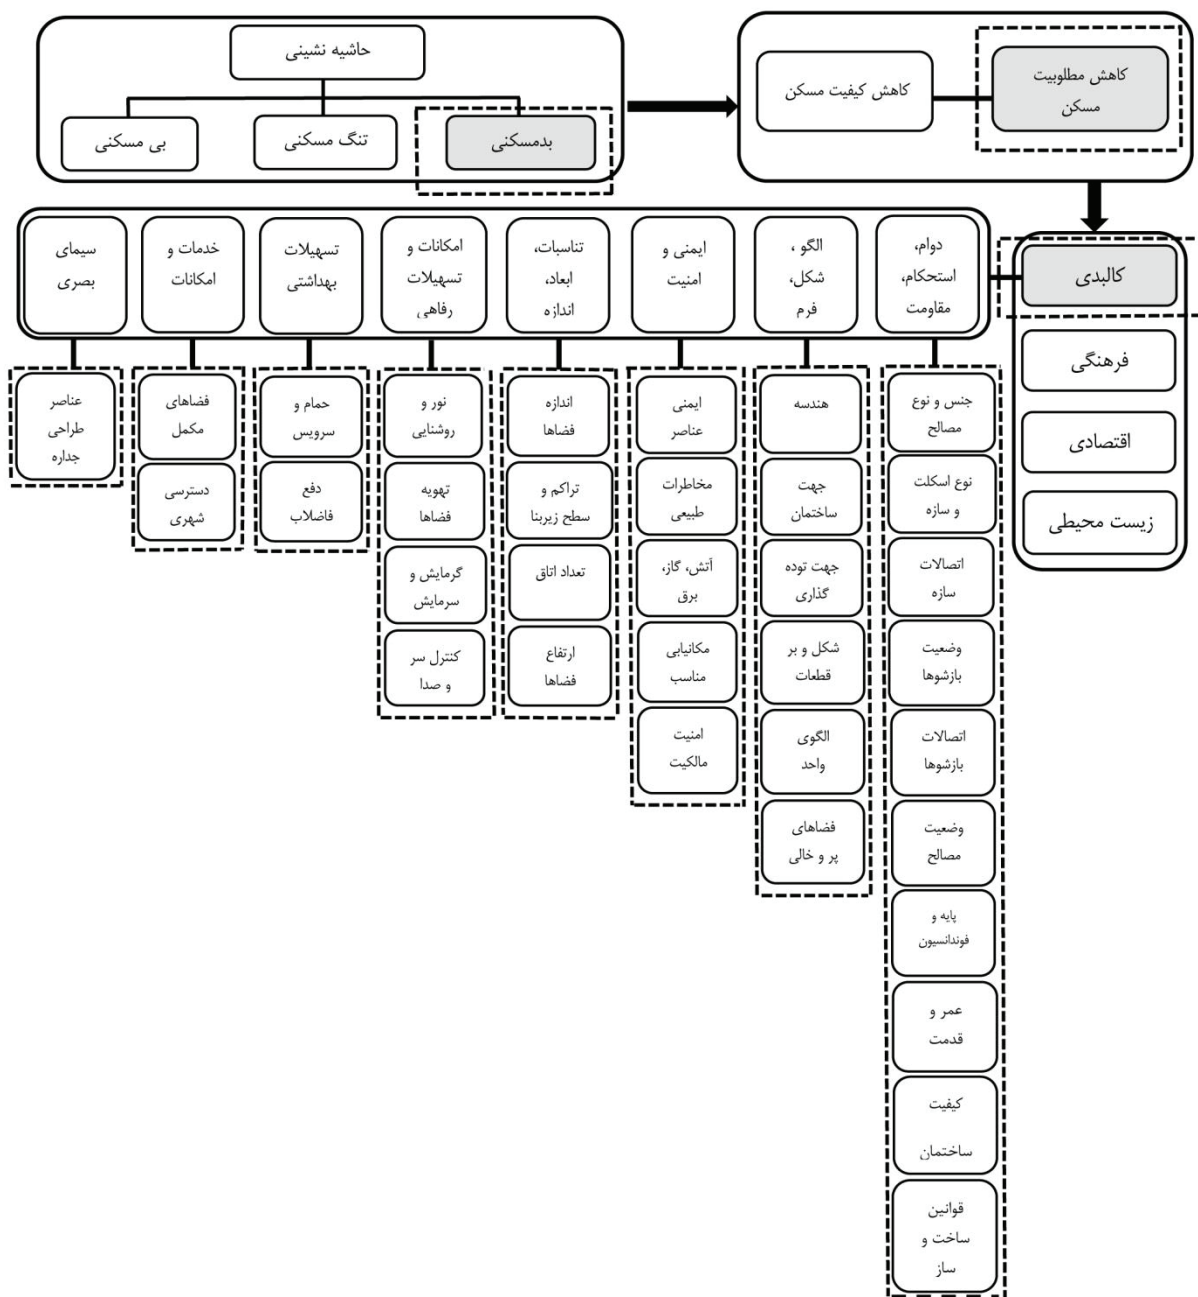 حاشیه نشینی
بدمسکنی
تنگ مسکنی
بی مسکنی
کاهش مطلوبیت
مسکن
کاهش کیفیت مسکن
کالبدی
فرهنگی
اقتصادی
زیست محیطی
دوام،
استحکام،
مقاومت
الگو ،
شکل،
فرم
ایمنی و
امنیت
تناسبات،
ابعاد،
اندازه
امکانات و
تسهیلات
رفاهی
تسهیلات
بهداشتی
خدمات و
امکانات
سیمای
بصری
جنس و نوع
مصالح
نوع اسکلت
و سازه
اتصالات
سازه
وضعیت
بازشوها
اتصالات
بازشوها
وضعیت
مصالح
پایه و
فوندانسیون
عمر و
قدمت
کیفیت
ساختمان
قوانین
ساخت و
ساز
هندسه
جهت
ساختمان
جهت توده
گذاری
شکل و بر
قطعات
الگوی
واحد
فضاهای
پر و خالی
ایمنی
عناصر
مخاطرات
طبیعی
آتش، گاز،
برق
مکانیابی
مناسب
امنیت
مالکیت
اندازه
فضاها
تراکم و
سطح زیربنا
تعداد اتاق
ارتفاع
فضاها
نور و
روشنایی
تهویه
فضاها
گرمایش و
سرمایش
کنترل سر
و صدا
حمام و
سرویس
دفع
فاضلاب
فضاهای
مکمل
دسترسی
شهری
عناصر
طراحی
جداره